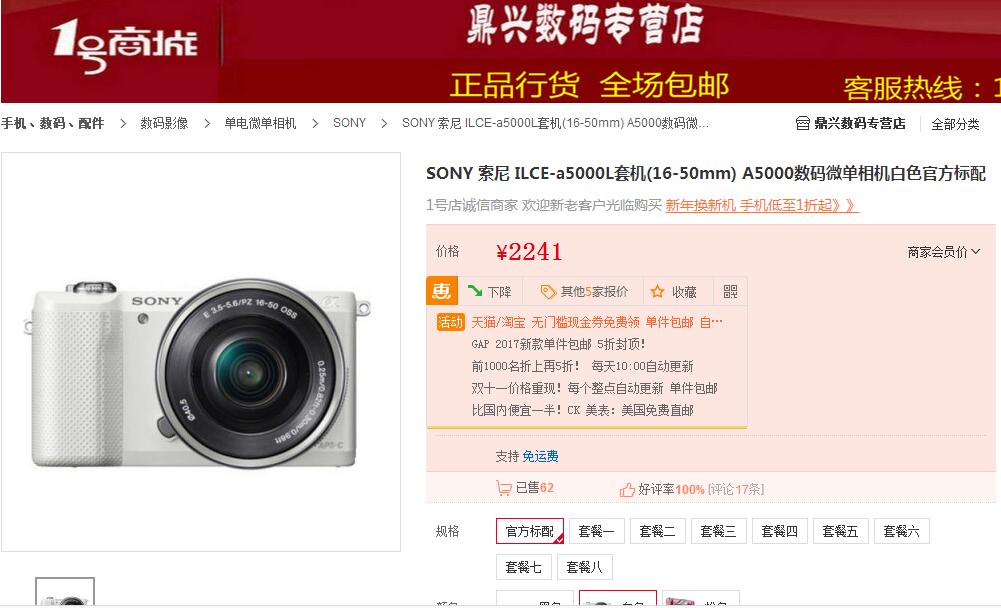 1号商城
鼎兴数码专营店
正品行货 全场包邮
客服热线：1
手机、数码、配件 > 数码影像 > 单电微单相机 > SONY > SONY 索尼 ILCE-a5000L套机(16-50mm) A5000数码微...
鼎兴数码专营店 全部分类
SONY 索尼 ILCE-a5000L套机(16-50mm) A5000数码微单相机白色官方标配
1号店诚信商家 欢迎新老客户光临购买 新年换新机 手机低至1折起》》
价格 ¥2241 商家会员价
惠 下降 其他5家报价 收藏
活动 天猫/淘宝 无门槛现金券免费领 单件包邮 自···
GAP 2017新款单件包邮 5折封顶!
前1000名折上再5折! 每天10:00自动更新
双十一价格重现! 每个整点自动更新 单件包邮
比国内便宜一半! CK 美表: 美国免费直邮
支持 免运费
已售62 好评率100% [评论17条]
规格 官方标配 套餐一 套餐二 套餐三 套餐四 套餐五 套餐六
套餐七 套餐八
SONY
α
E 3.5-5.6/PZ 16-50 OSS
0.25m/0.82ft-0.30m/0.98ft
Ø40.5
APS-C